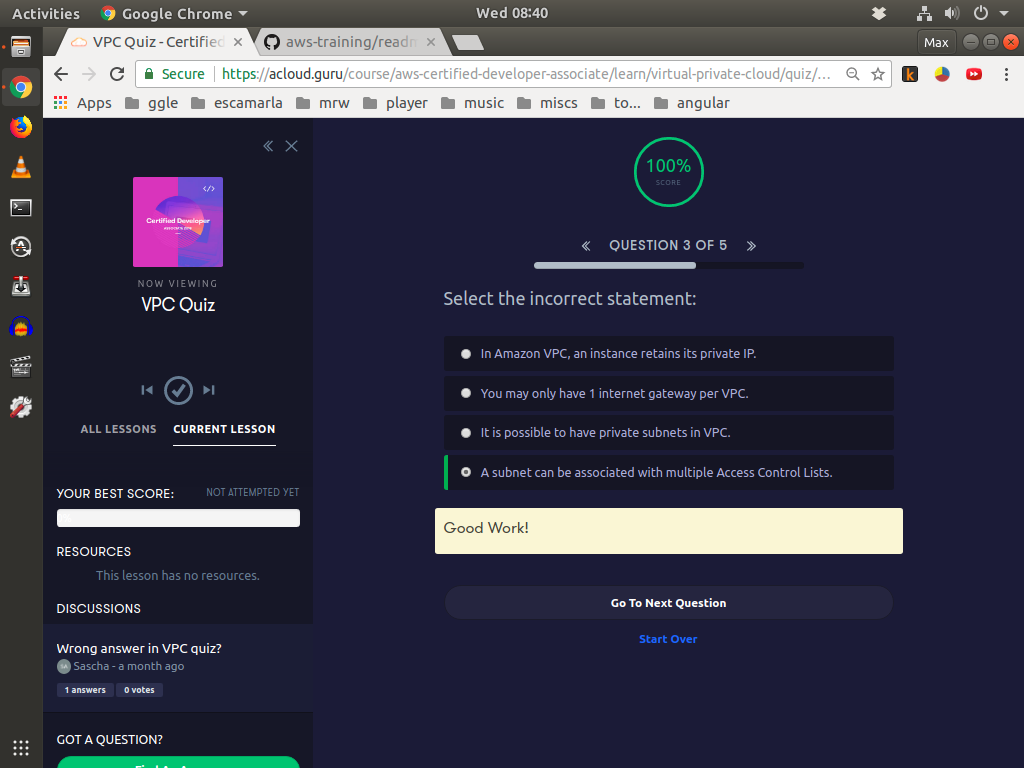 Activities
Google Chrome
Wed 08:40
VPC Quiz - Certified
aws-training/readm
Max
Secure
https://acloud.guru/course/aws-certified-developer-associate/learn/virtual-private-cloud/quiz/...
Apps
ggle
escamarla
mrw
player
music
miscs
to...
angular
</>
Certified Developer
NOW VIEWING
VPC Quiz
ALL LESSONS
CURRENT LESSON
YOUR BEST SCORE:
NOT ATTEMPTED YET
RESOURCES
This lesson has no resources.
DISCUSSIONS
Wrong answer in VPC quiz?
SA
Sascha - a month ago
1 answers
0 votes
GOT A QUESTION?
100%
SCORE
« QUESTION 3 OF 5 »
Select the incorrect statement:
In Amazon VPC, an instance retains its private IP.
You may only have 1 internet gateway per VPC.
It is possible to have private subnets in VPC.
A subnet can be associated with multiple Access Control Lists.
Good Work!
Go To Next Question
Start Over